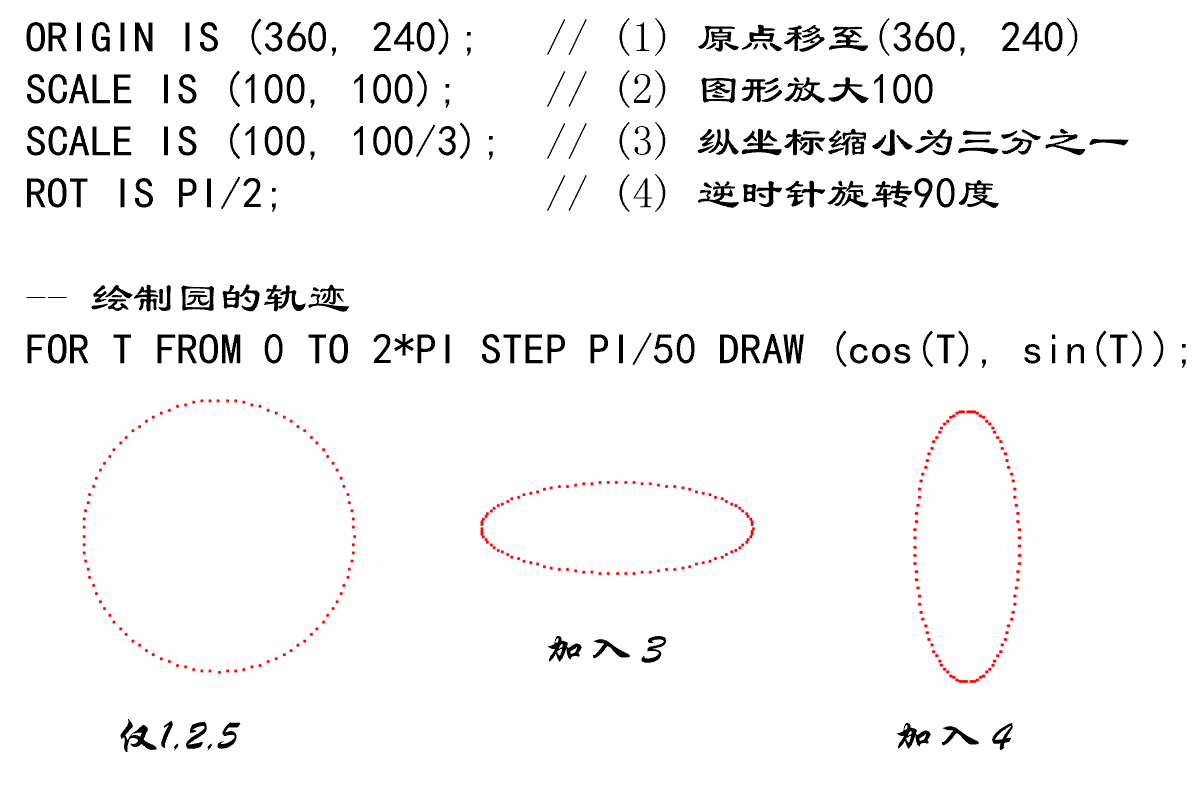 ORIGIN IS (360, 240); // (1) 原点移至(360, 240)
SCALE IS (100, 100); // (2) 图形放大100
SCALE IS (100, 100/3); // (3) 纵坐标缩小为三分之一
ROT IS PI/2; // (4) 逆时针旋转90度
-- 绘制园的轨迹
FOR T FROM 0 TO 2*PI STEP PI/50 DRAW (cos(T), sin(T));
加入3
仅1,2,5
加入4